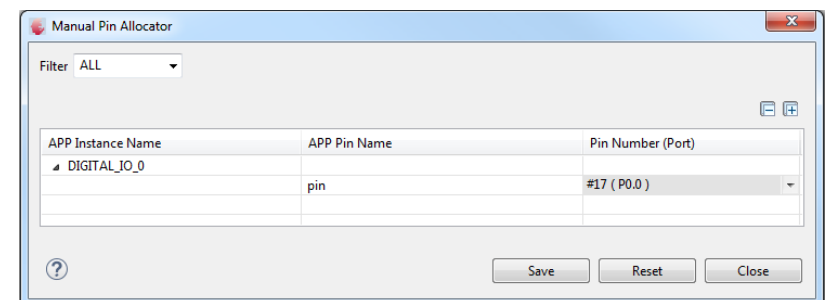 Manual Pin Allocator
Filter ALL
APP Instance Name APP Pin Name Pin Number (Port)
DIGITAL_IO_0
pin #17 ( P0.0 )
? Save Reset Close